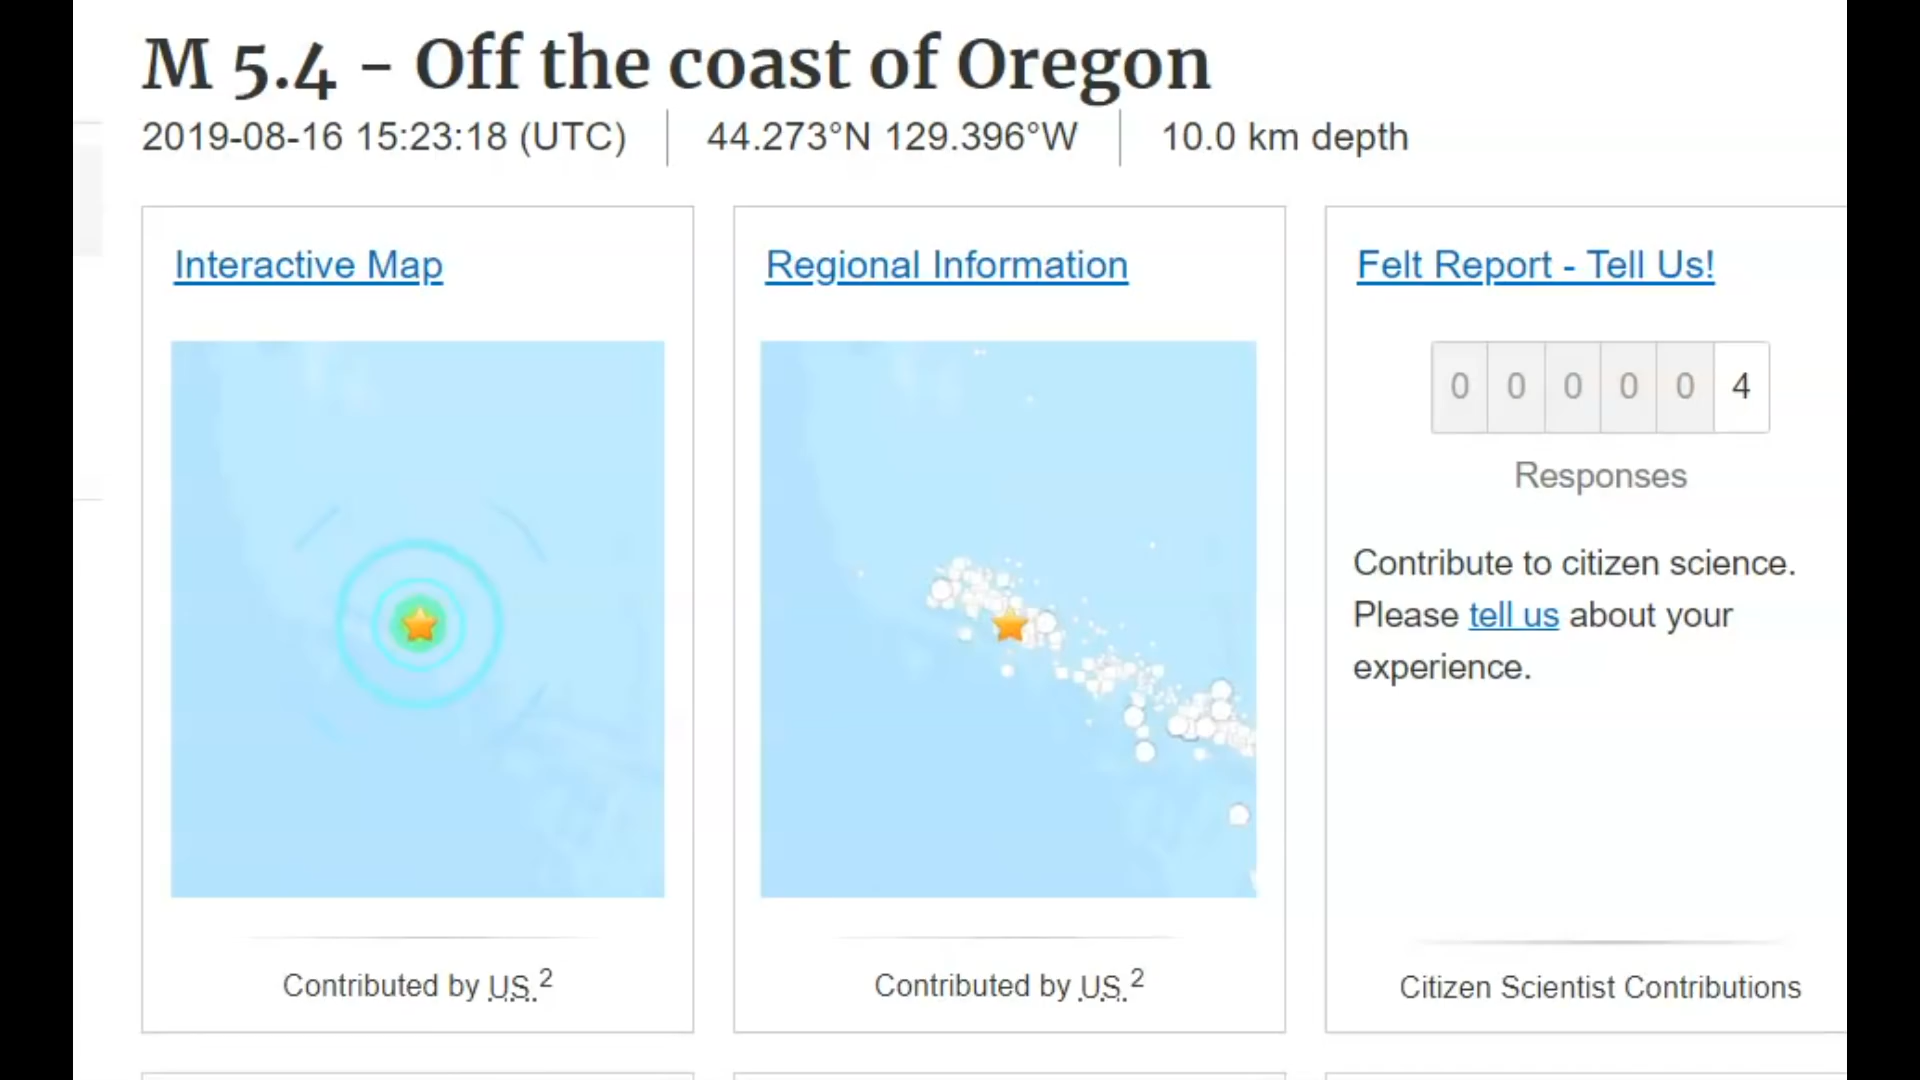 M 5.4 - Off the coast of Oregon
2019-08-16 15:23:18 (UTC) 44.273°N 129.396°W 10.0 km depth
Interactive Map
Contributed by US 2
Regional Information
Contributed by US 2
Felt Report - Tell Us!
0 0 0 0 0 4
Responses
Contribute to citizen science.
Please tell us about your
experience.
Citizen Scientist Contributions